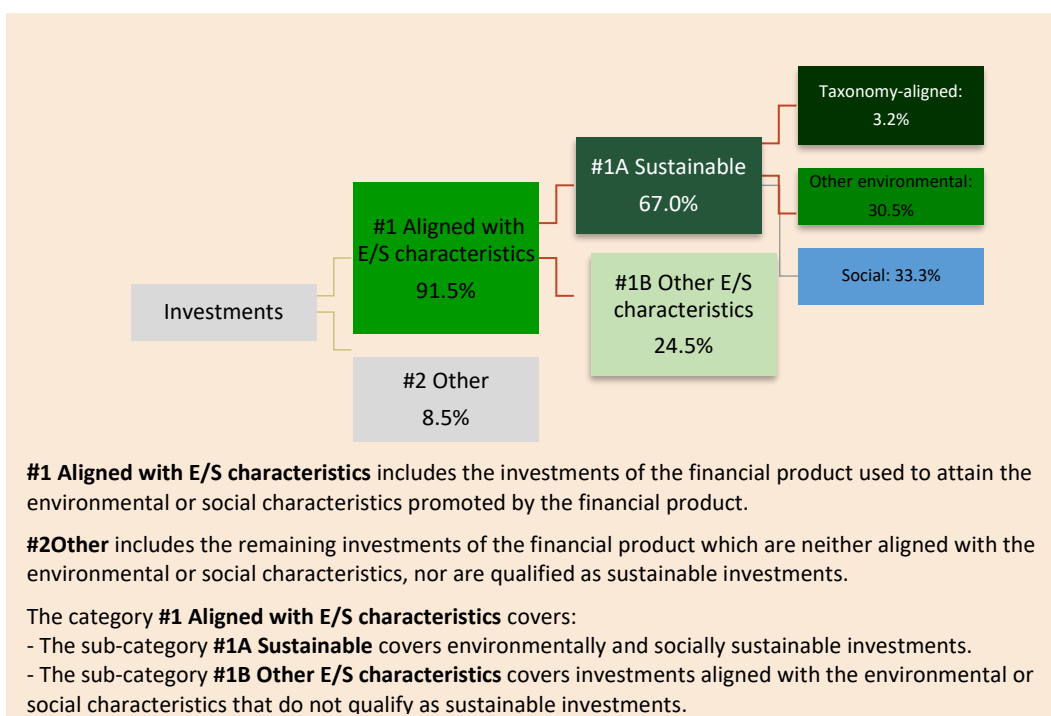 Taxonomy-aligned:
3.2%
#1A Sustainable
67.0%
Other environmental:
30.5%
#1 Aligned with
E/S characteristics
91.5%
Social: 33.3%
#1B Other E/S
characteristics
24.5%
Investments
#2 Other
8.5%
#1 Aligned with E/S characteristics includes the investments of the financial product used to attain the
environmental or social characteristics promoted by the financial product.
#2Other includes the remaining investments of the financial product which are neither aligned with the
environmental or social characteristics, nor are qualified as sustainable investments.
The category #1 Aligned with E/S characteristics covers:
- The sub-category #1A Sustainable covers environmentally and socially sustainable investments.
- The sub-category #1B Other E/S characteristics covers investments aligned with the environmental or
social characteristics that do not qualify as sustainable investments.